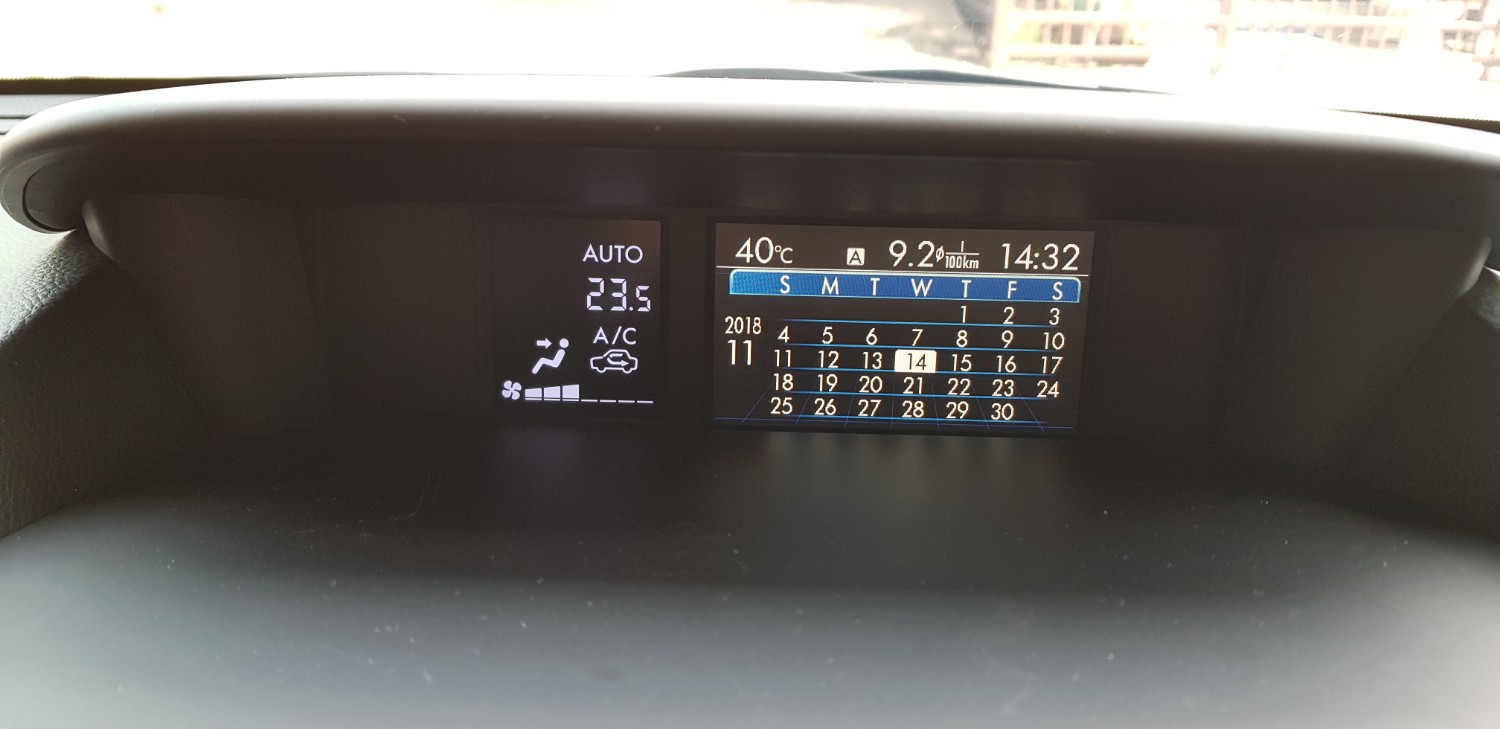 AUTO
23.5
A/C
40°C A 9.2 ø l/100km 14:32
S M T W T F S
1 2 3
2018
4 5 6 7 8 9 10
11
11 12 13 14 15 16 17
18 19 20 21 22 23 24
25 26 27 28 29 30